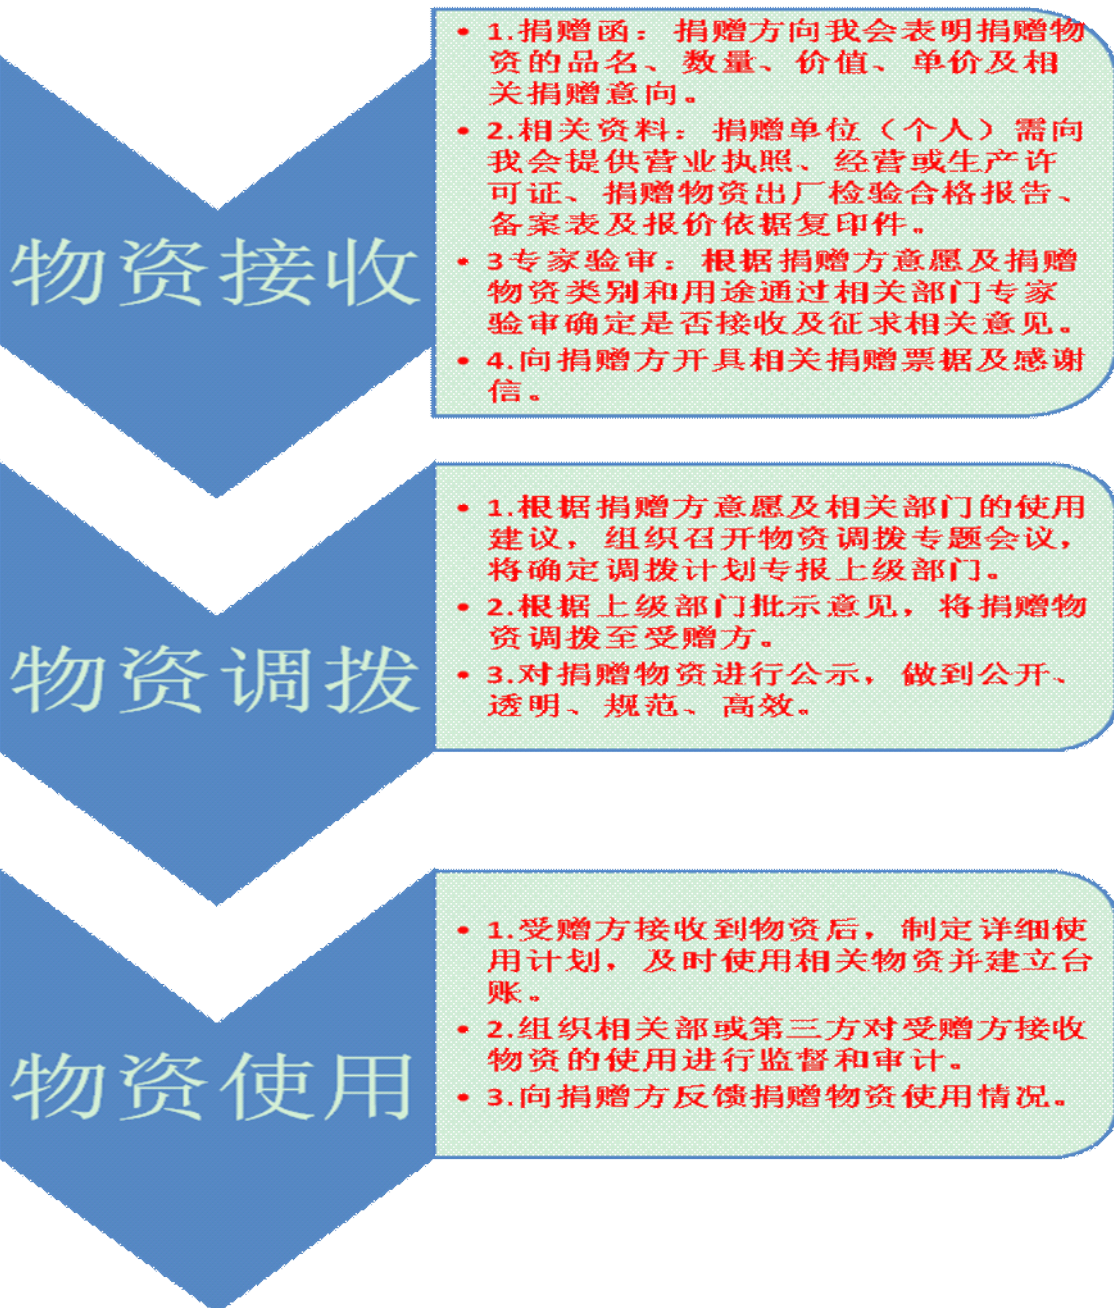 物资接收
• 1.捐赠函：捐赠方向我会表明捐赠物
资的品名、数量、价值、单价及相
关捐赠意向。
• 2.相关资料：捐赠单位（个人）需向
我会提供营业执照、经营或生产许
可证、捐赠物资出厂检验合格报告、
备案表及报价依据复印件。
• 3专家验审：根据捐赠方意愿及捐赠
物资类别和用途通过相关部门专家
验审确定是否接收及征求相关意见。
• 4.向捐赠方开具相关捐赠票据及感谢
信。
物资调拨
• 1.根据捐赠方意愿及相关部门的使用
建议，组织召开物资调拨专题会议，
将确定调拨计划专报上级部门。
• 2.根据上级部门批示意见，将捐赠物
资调拨至受赠方。
• 3.对捐赠物资进行公示，做到公开、
透明、规范、高效。
物资使用
• 1.受赠方接收到物资后，制定详细使
用计划，及时使用相关物资并建立台
账。
• 2.组织相关部或第三方对受赠方接收
物资的使用进行监督和审计。
• 3.向捐赠方反馈捐赠物资使用情况。